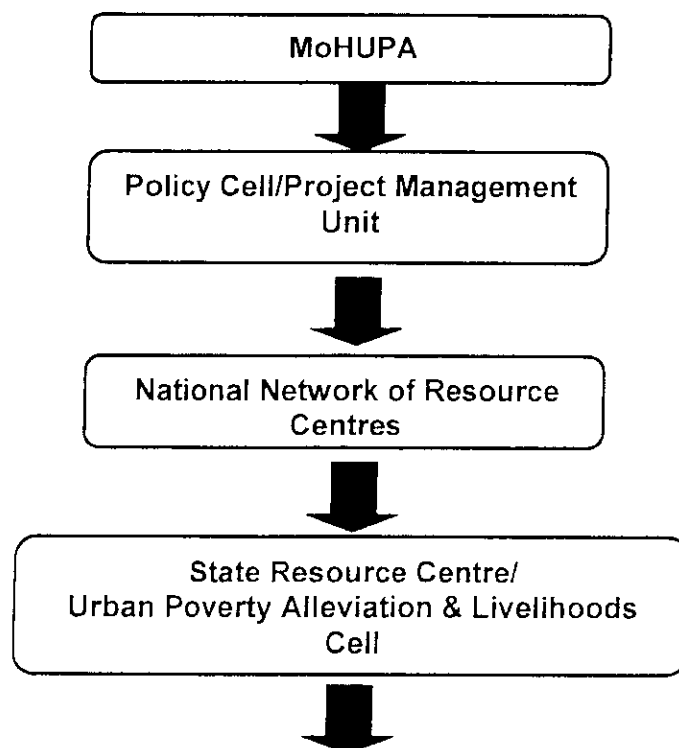 MoHUPA
Policy Cell/Project Management
Unit
National Network of Resource
Centres
State Resource Centre/
Urban Poverty Alleviation & Livelihoods
Cell